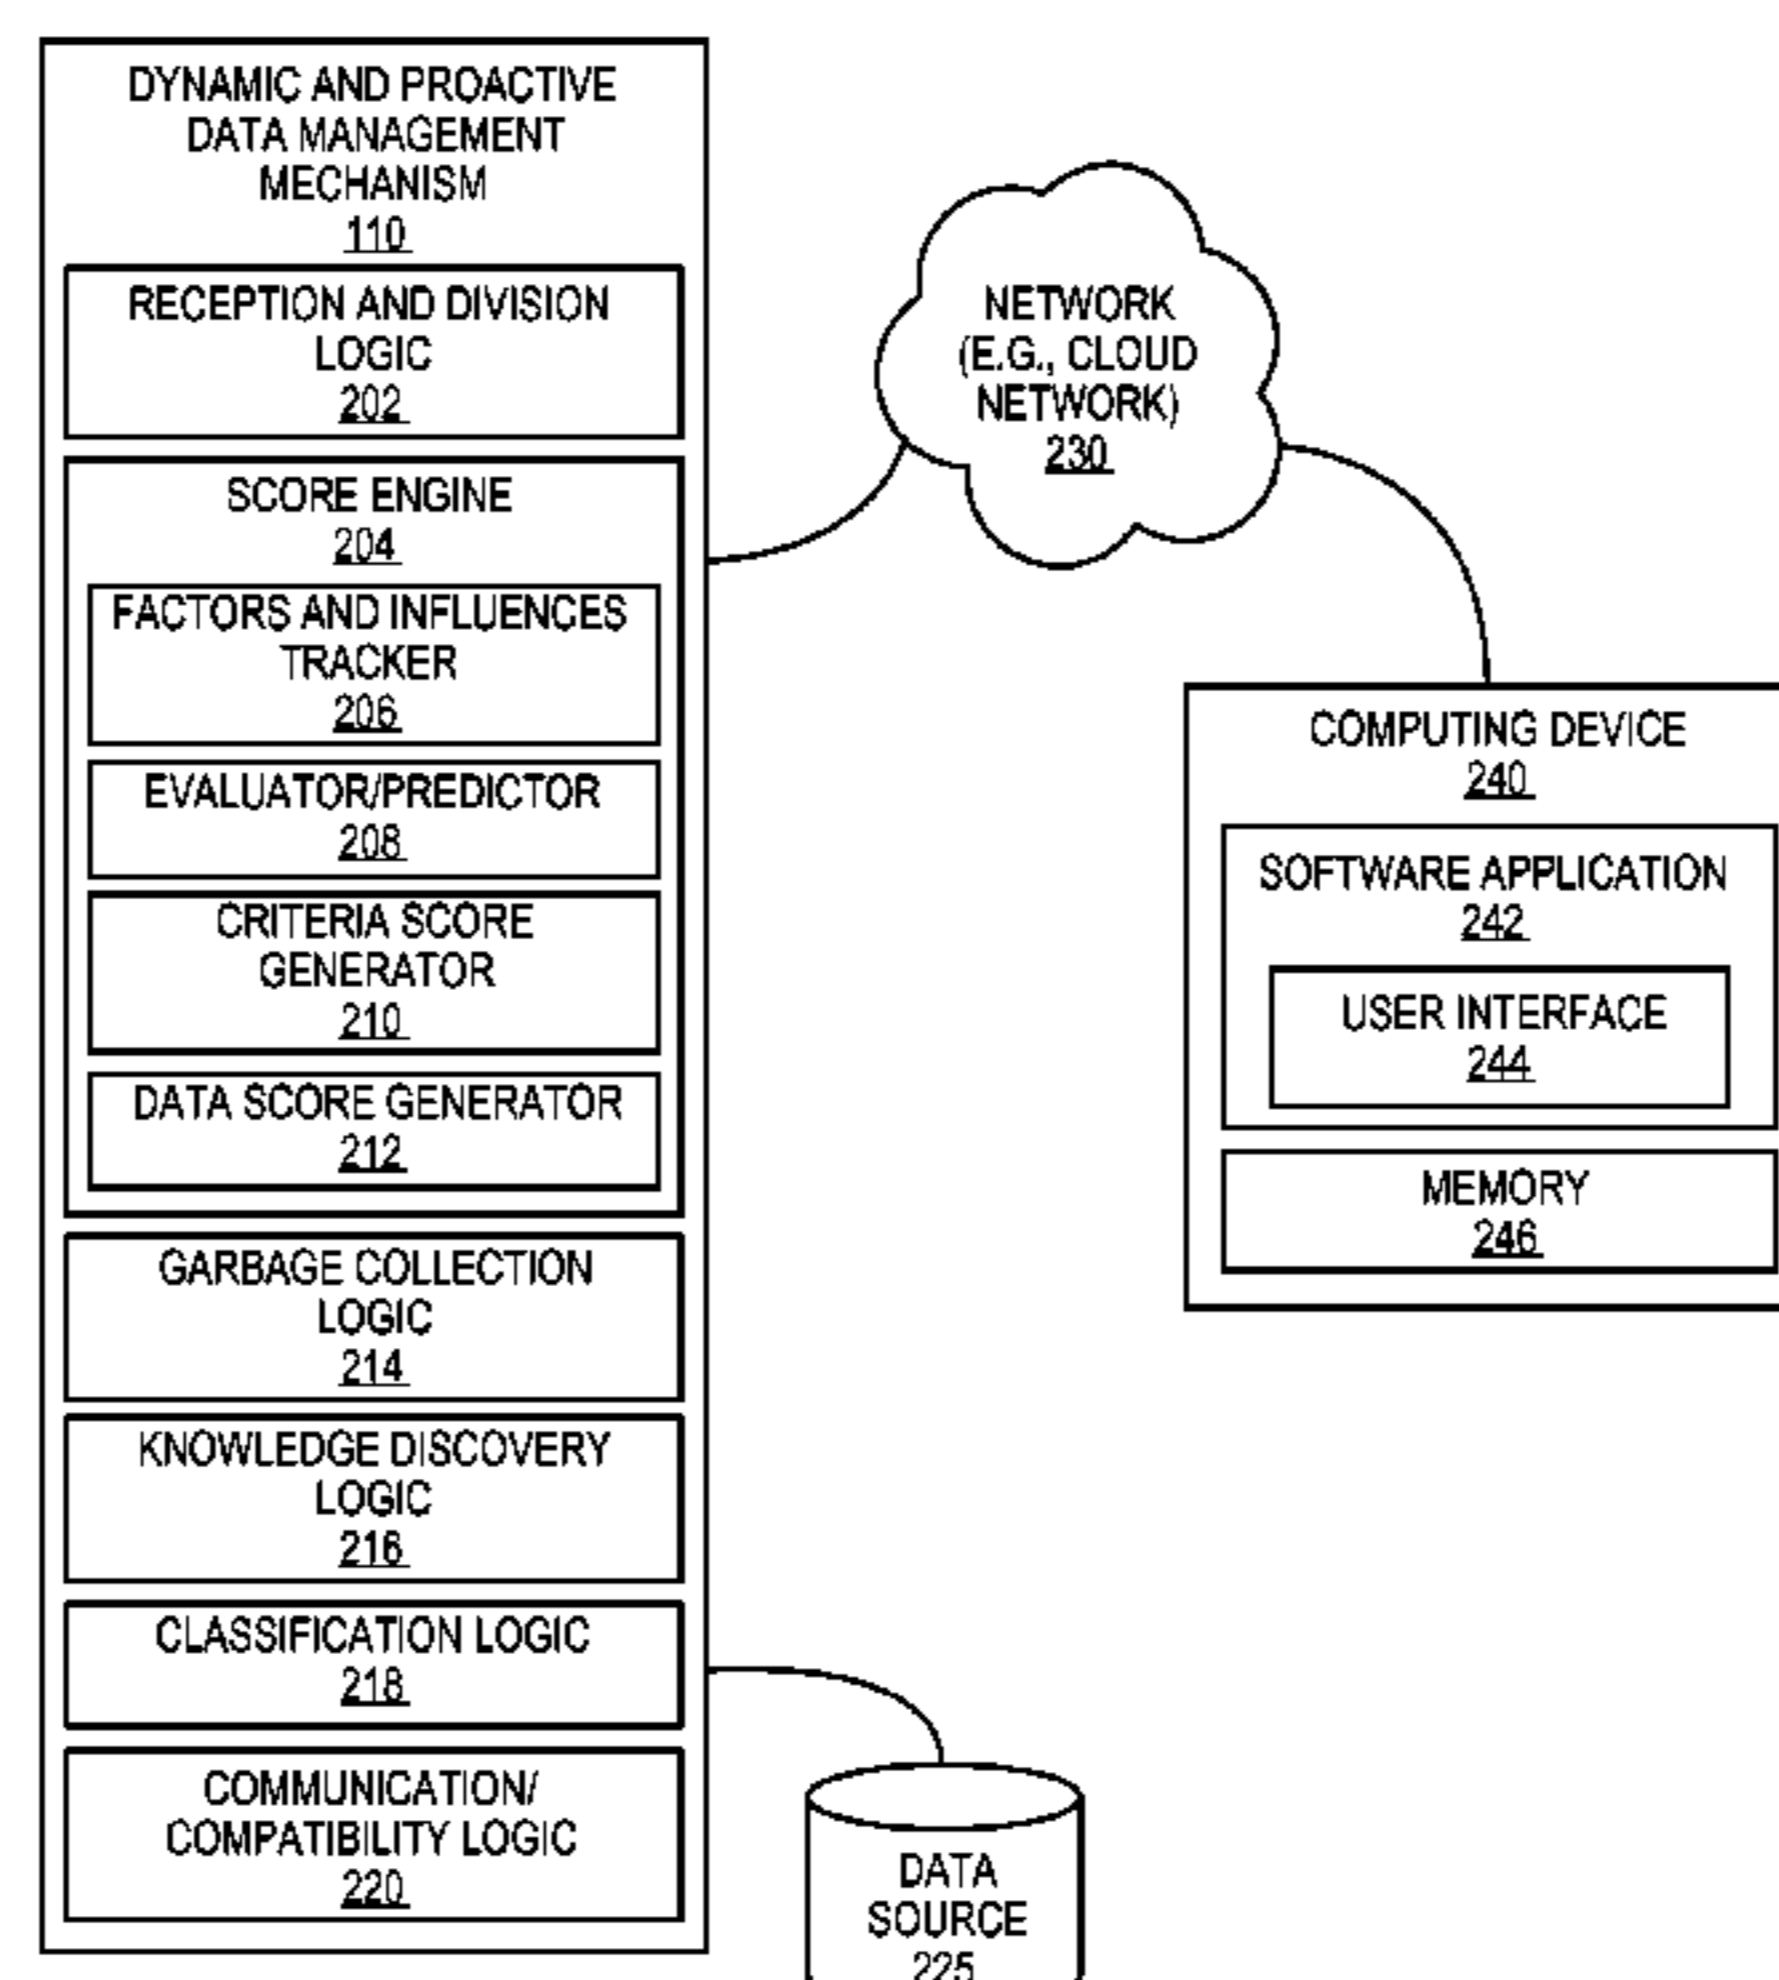 DYNAMIC AND PROACTIVE
DATA MANAGEMENT
MECHANISM
110
RECEPTION AND DIVISION
LOGIC
202
SCORE ENGINE
204
FACTORS AND INFLUENCES
TRACKER
206
EVALUATOR/PREDICTOR
208
CRITERIA SCORE
GENERATOR
210
DATA SCORE GENERATOR
212
GARBAGE COLLECTION
LOGIC
214
KNOWLEDGE DISCOVERY
LOGIC
216
CLASSIFICATION LOGIC
218
COMMUNICATION/
COMPATIBILITY LOGIC
220
NETWORK
(E.G., CLOUD
NETWORK)
230
COMPUTING DEVICE
240
SOFTWARE APPLICATION
242
USER INTERFACE
244
MEMORY
246
DATA
SOURCE
225